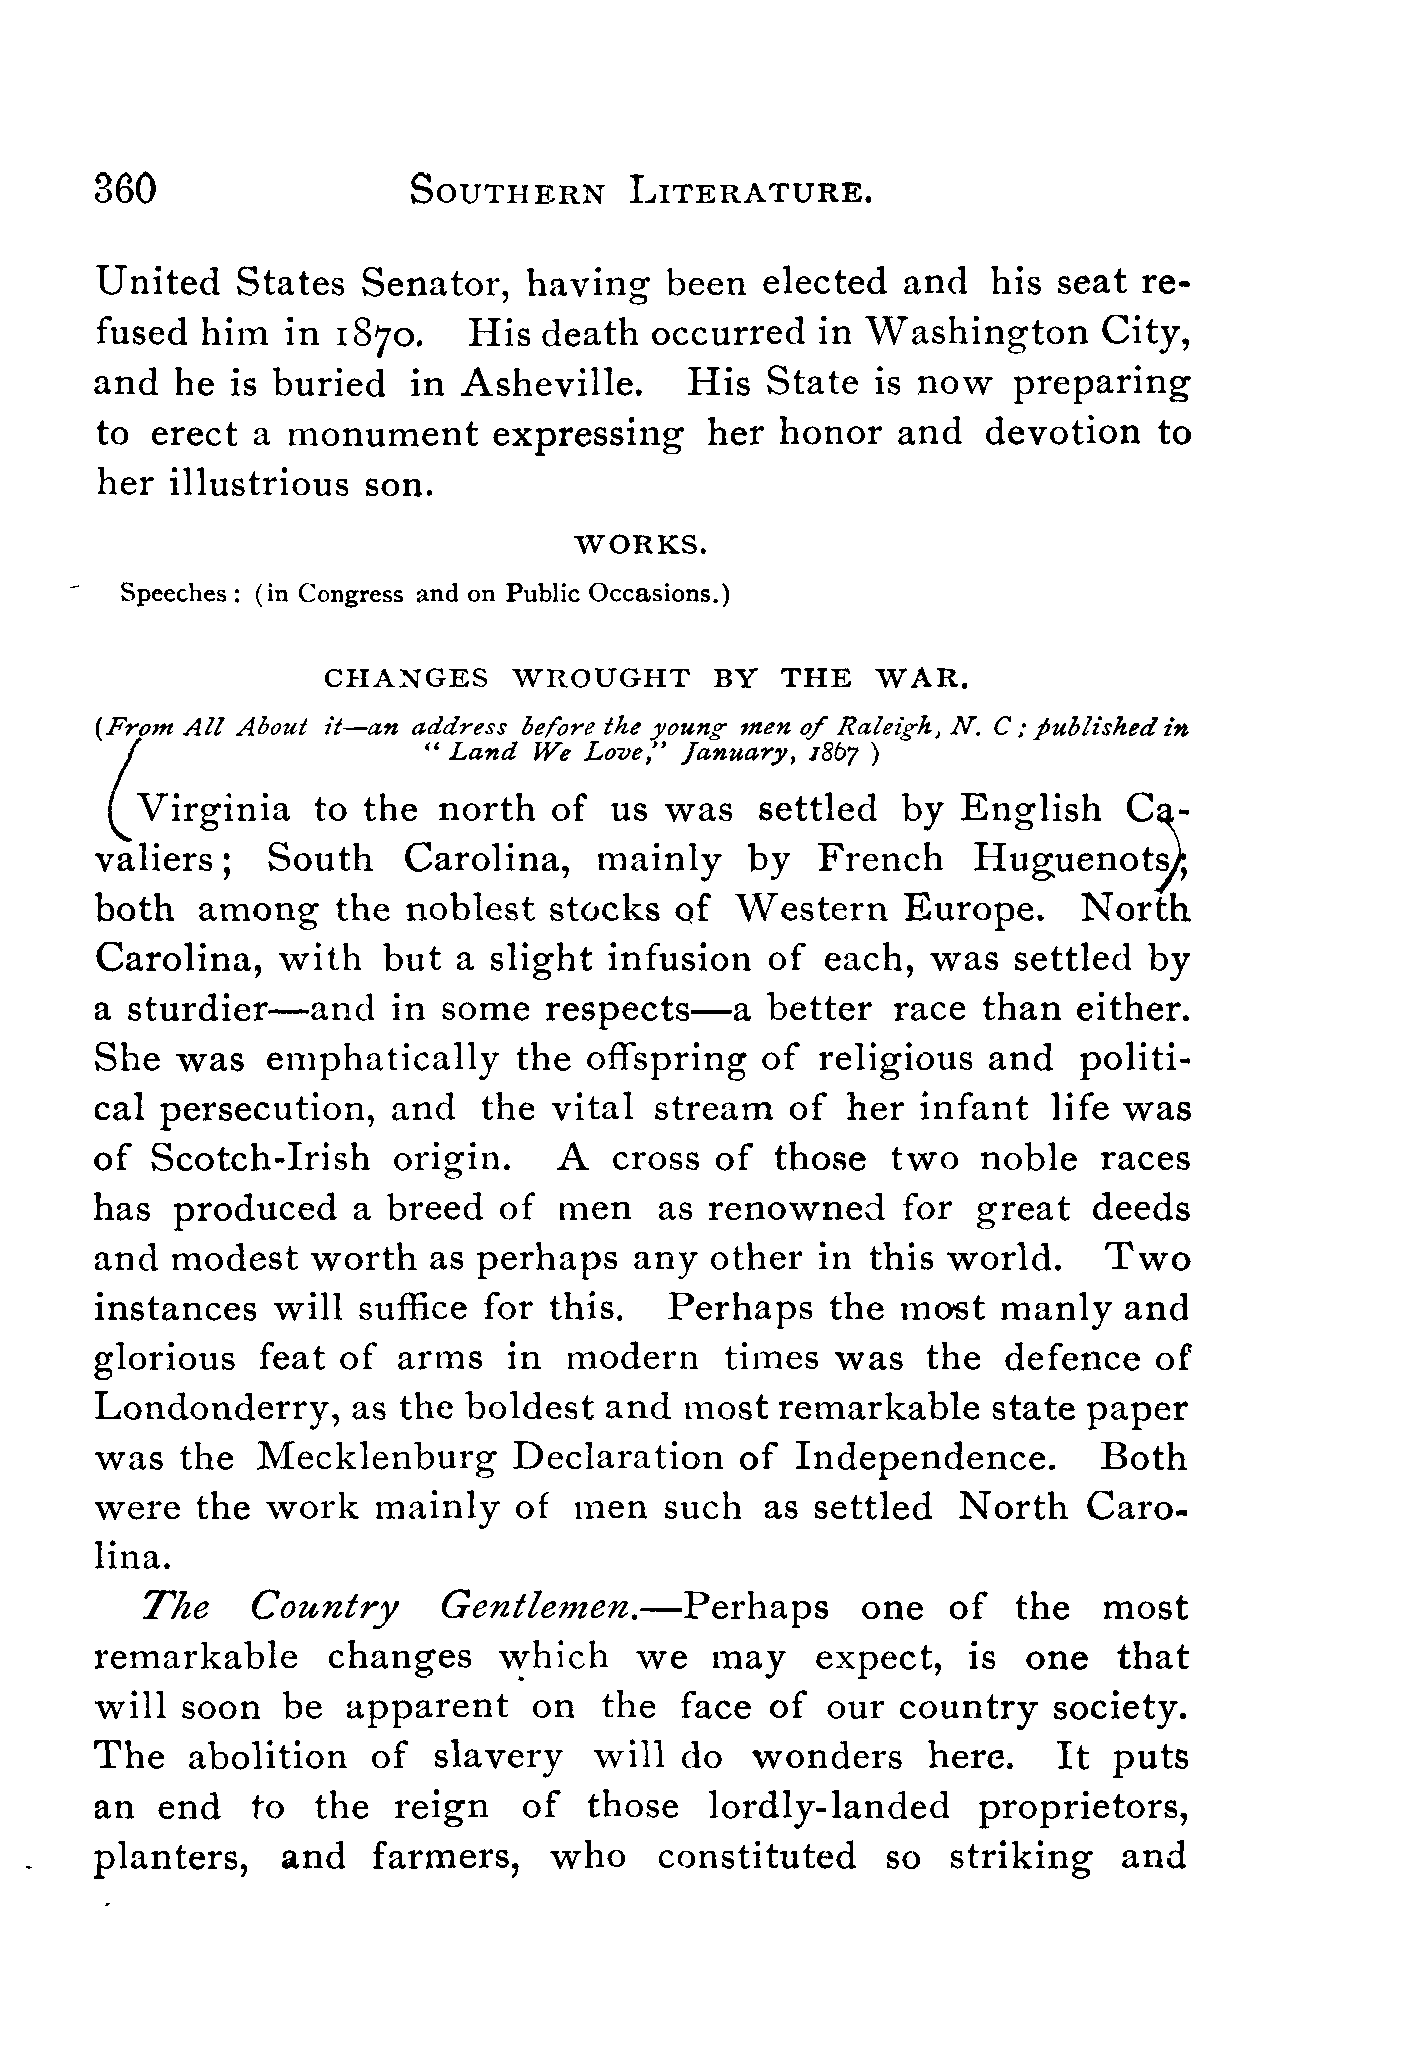 360 SOUTHERN LITERATURE.
United States Senator, having been elected and his seat re-
fused him in 1870. His death occurred in Washington City,
and he is buried in Asheville. His State is now preparing
to erect a monument expressing her honor and devotion to
her illustrious son.
WORKS.
Speeches : (in Congress and on Public Occasions.)
CHANGES WROUGHT BY THE WAR.
(From All About it—an address before the young men of Raleigh, N. C ; published in
“ Land We Love,” January, 1867 )
Virginia to the north of us was settled by English Ca-
valiers ; South Carolina, mainly by French Huguenots;
both among the noblest stocks of Western Europe. North
Carolina, with but a slight infusion of each, was settled by
a sturdier—and in some respects—a better race than either.
She was emphatically the offspring of religious and politi-
cal persecution, and the vital stream of her infant life was
of Scotch-Irish origin. A cross of those two noble races
has produced a breed of men as renowned for great deeds
and modest worth as perhaps any other in this world. Two
instances will suffice for this. Perhaps the most manly and
glorious feat of arms in modern times was the defence of
Londonderry, as the boldest and most remarkable state paper
was the Mecklenburg Declaration of Independence. Both
were the work mainly of men such as settled North Caro-
lina.
The Country Gentlemen.—Perhaps one of the most
remarkable changes which we may expect, is one that
will soon be apparent on the face of our country society.
The abolition of slavery will do wonders here. It puts
an end to the reign of those lordly-landed proprietors,
planters, and farmers, who constituted so striking and